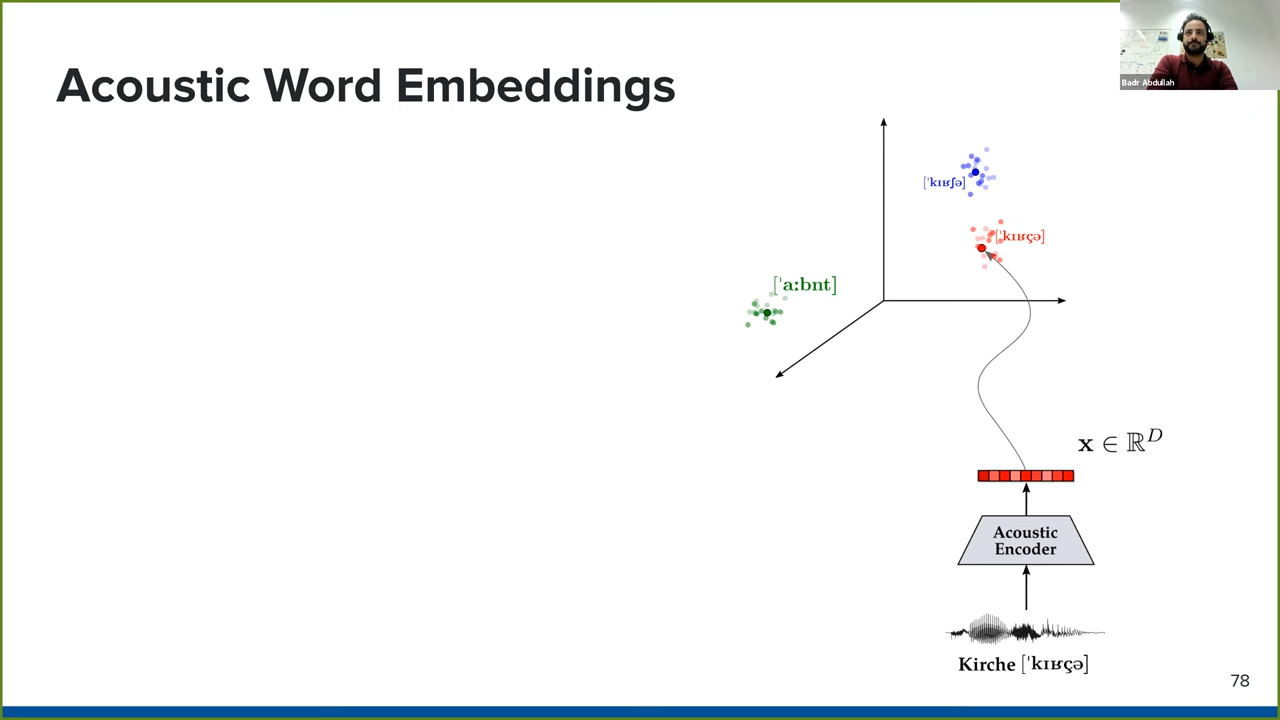 Acoustic Word Embeddings
Badr Abdullah
[ˈkɪʁʃə]
[ˈkɪʁçə]
[ˈaːbnt]
x ∈ ℝ^D
Acoustic
Encoder
Kirche [ˈkɪʁçə]
78